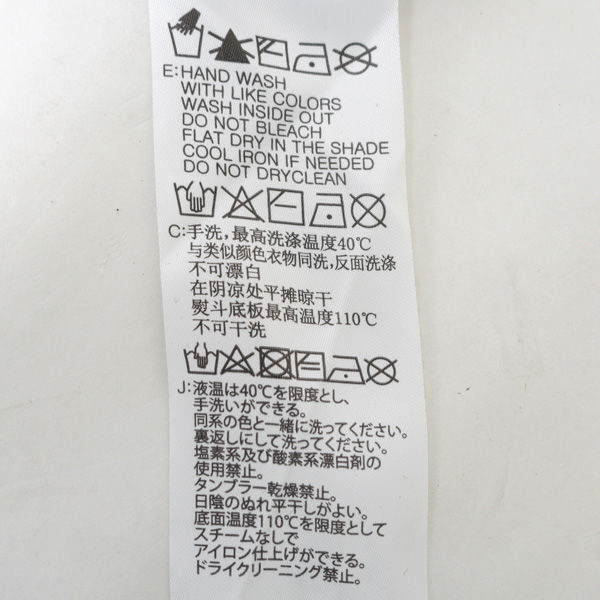 E: HAND WASH
WITH LIKE COLORS
WASH INSIDE OUT
DO NOT BLEACH
FLAT DRY IN THE SHADE
COOL IRON IF NEEDED
DO NOT DRYCLEAN
C: 手洗,最高洗涤温度40℃
与类似颜色衣物同洗,反面洗涤
不可漂白
在阴凉处平摊晾干
熨斗底板最高温度110℃
不可干洗
J: 液温は40℃を限度とし、
手洗いができる。
同系の色と一緒に洗ってください。
裏返しにして洗ってください。
塩素系及び酸素系漂白剤の
使用禁止。
タンブラー乾燥禁止。
日陰のぬれ平干しがよい。
底面温度110℃を限度として
スチームなしで
アイロン仕上げができる。
ドライクリーニング禁止。